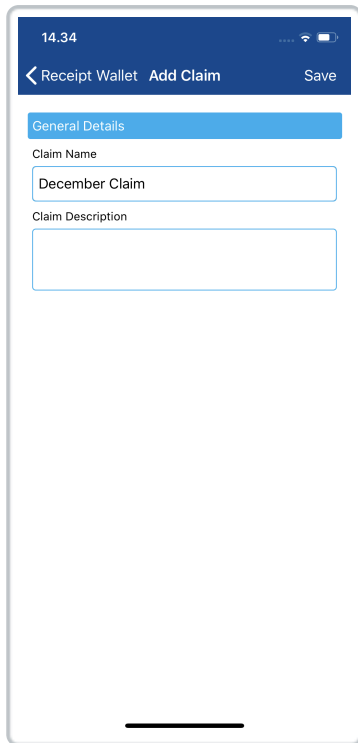 14.34
Receipt Wallet Add Claim Save
General Details
Claim Name
December Claim
Claim Description